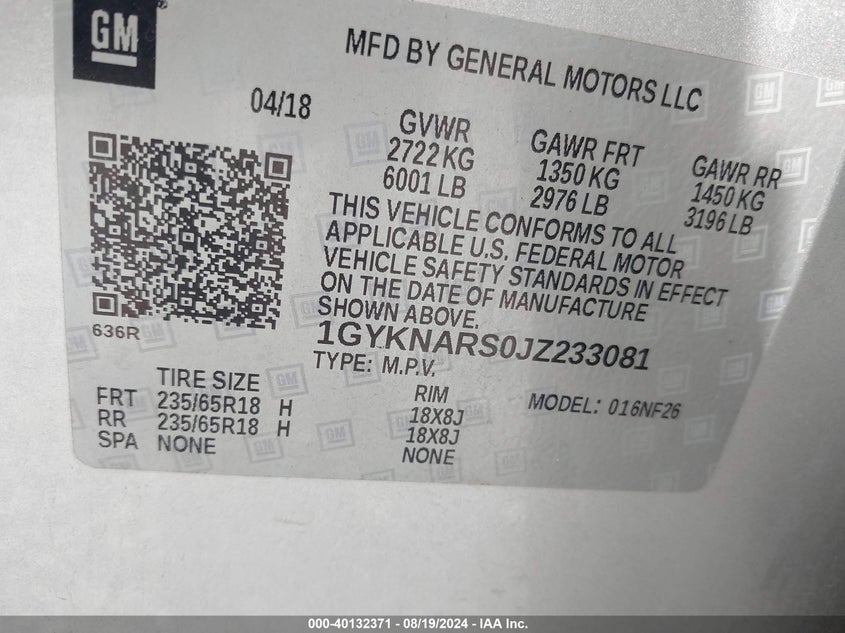 GM
MFD BY GENERAL MOTORS LLC
04/18
GVWR
2722 KG
6001 LB
GAWR FRT
1350 KG
2976 LB
GAWR RR
1450 KG
3196 LB
THIS VEHICLE CONFORMS TO ALL
APPLICABLE U.S. FEDERAL MOTOR
VEHICLE SAFETY STANDARDS IN EFFECT
ON THE DATE OF MANUFACTURE
SHOWN ABOVE.
636R
1GYKNARS0JZ233081
TYPE: M.P.V.
TIRE SIZE
RIM
MODEL: 016NF26
FRT 235/65R18 H 18X8J
RR 235/65R18 H 18X8J
SPA NONE NONE
000-40132371 - 08/19/2024 - IAA Inc.